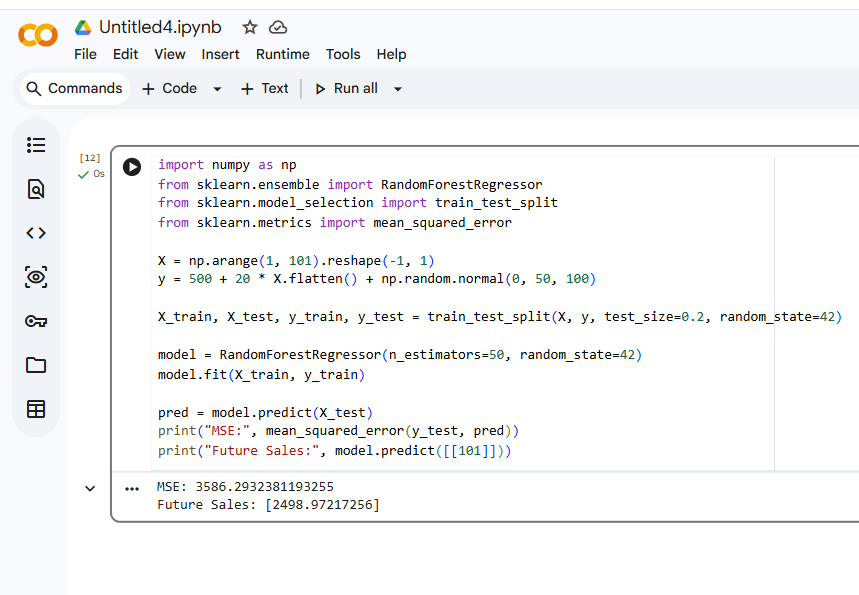 Untitled4.ipynb
File Edit View Insert Runtime Tools Help
Commands + Code + Text Run all
[12]
0s
import numpy as np
from sklearn.ensemble import RandomForestRegressor
from sklearn.model_selection import train_test_split
from sklearn.metrics import mean_squared_error
X = np.arange(1, 101).reshape(-1, 1)
y = 500 + 20 * X.flatten() + np.random.normal(0, 50, 100)
X_train, X_test, y_train, y_test = train_test_split(X, y, test_size=0.2, random_state=42)
model = RandomForestRegressor(n_estimators=50, random_state=42)
model.fit(X_train, y_train)
pred = model.predict(X_test)
print("MSE:", mean_squared_error(y_test, pred))
print("Future Sales:", model.predict([[101]]))
MSE: 3586.2932381193255
Future Sales: [2498.97217256]